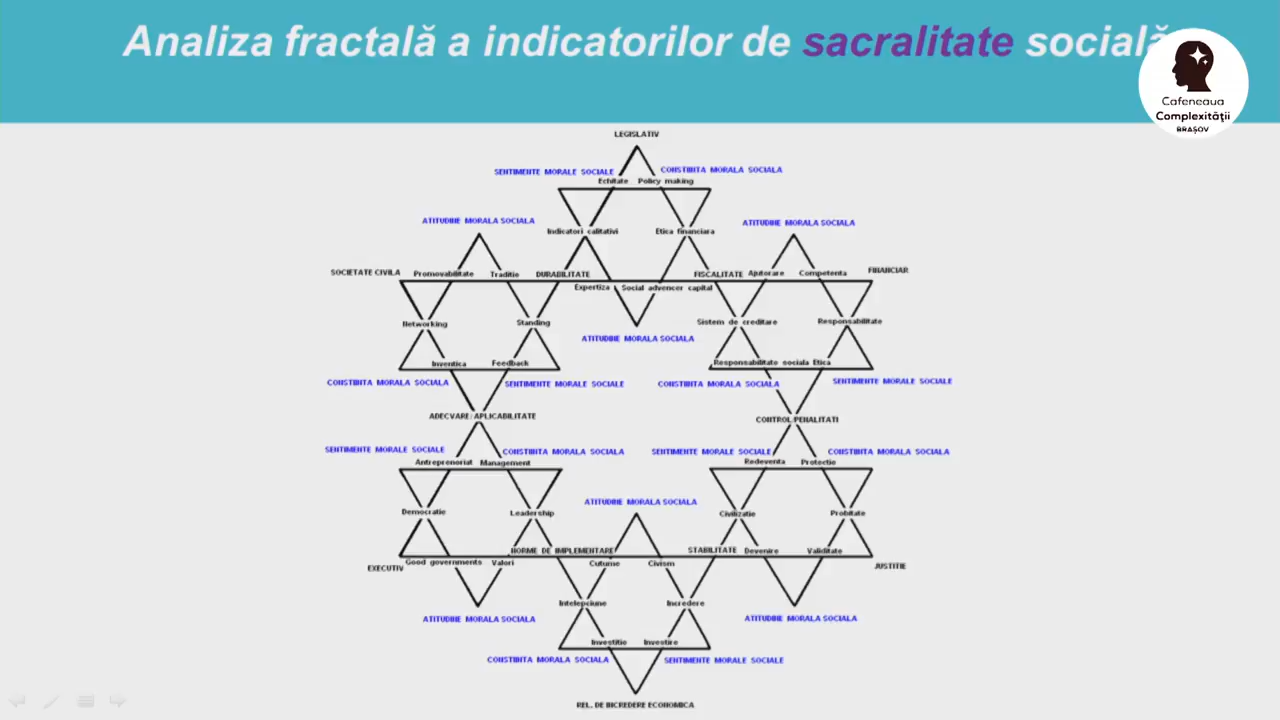 Analiza fractală a indicatorilor de sacralitate socială
Cafeneaua
Complexității
BRAȘOV
LEGISLATIV
SENTIMENTE MORALE SOCIALE
CONSTIINTA MORALA SOCIALA
Echitate Policy making
ATITUDINE MORALA SOCIALA
ATITUDINE MORALA SOCIALA
Indicatori calitativi
Etica financiara
SOCIETATE CIVILA
Promovabilitate
Traditie
DURABILITATE
FISCALITATE
Ajutorare
Competenta
FINANCIAR
Expertiza
Social advencer capital
Networking
Standing
Sistem de creditare
Responsabilitate
ATITUDINE MORALA SOCIALA
Inventica
Feedback
Responsabilitate sociala
Etica
CONSTIINTA MORALA SOCIALA
SENTIMENTE MORALE SOCIALE
CONSTIINTA MORALA SOCIALA
SENTIMENTE MORALE SOCIALE
ADECVARE/APLICABILITATE
CONTROL/PENALITATI
SENTIMENTE MORALE SOCIALE
CONSTIINTA MORALA SOCIALA
SENTIMENTE MORALE SOCIALE
CONSTIINTA MORALA SOCIALA
Antreprenoriat
Management
Redeventa
Protectie
ATITUDINE MORALA SOCIALA
Democratie
Leadership
Civilizatie
Probitate
NORME DE IMPLEMENTARE
STABILITATE
Devenire
Validitate
EXECUTIV
Good governments
Valori
Cutume
Civism
JUSTITIE
Intelepciune
Incredere
ATITUDINE MORALA SOCIALA
ATITUDINE MORALA SOCIALA
Investitie
Investire
CONSTIINTA MORALA SOCIALA
SENTIMENTE MORALE SOCIALE
REL. DE INCREDERE ECONOMICA